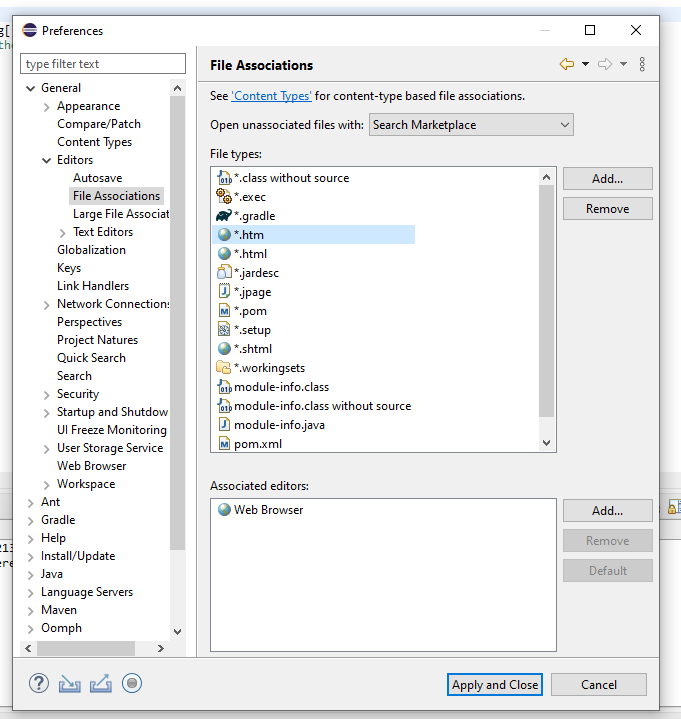 Preferences
g[
the
type filter text
General
Appearance
Compare/Patch
Content Types
Editors
Autosave
File Associations
Large File Associat
Text Editors
Globalization
Keys
Link Handlers
Network Connections
Perspectives
Project Natures
Quick Search
Search
Security
Startup and Shutdow
UI Freeze Monitoring
User Storage Service
Web Browser
Workspace
Ant
Gradle
Help
Install/Update
Java
Language Servers
Maven
Oomph
File Associations
See 'Content Types' for content-type based file associations.
Open unassociated files with: Search Marketplace
File types:
*.class without source
*.exec
*.gradle
*.htm
*.html
*.jardesc
*.jpage
*.pom
*.setup
*.shtml
*.workingsets
module-info.class
module-info.class without source
module-info.java
pom.xml
Add...
Remove
Associated editors:
Web Browser
Add...
Remove
Default
213
ere
Apply and Close
Cancel